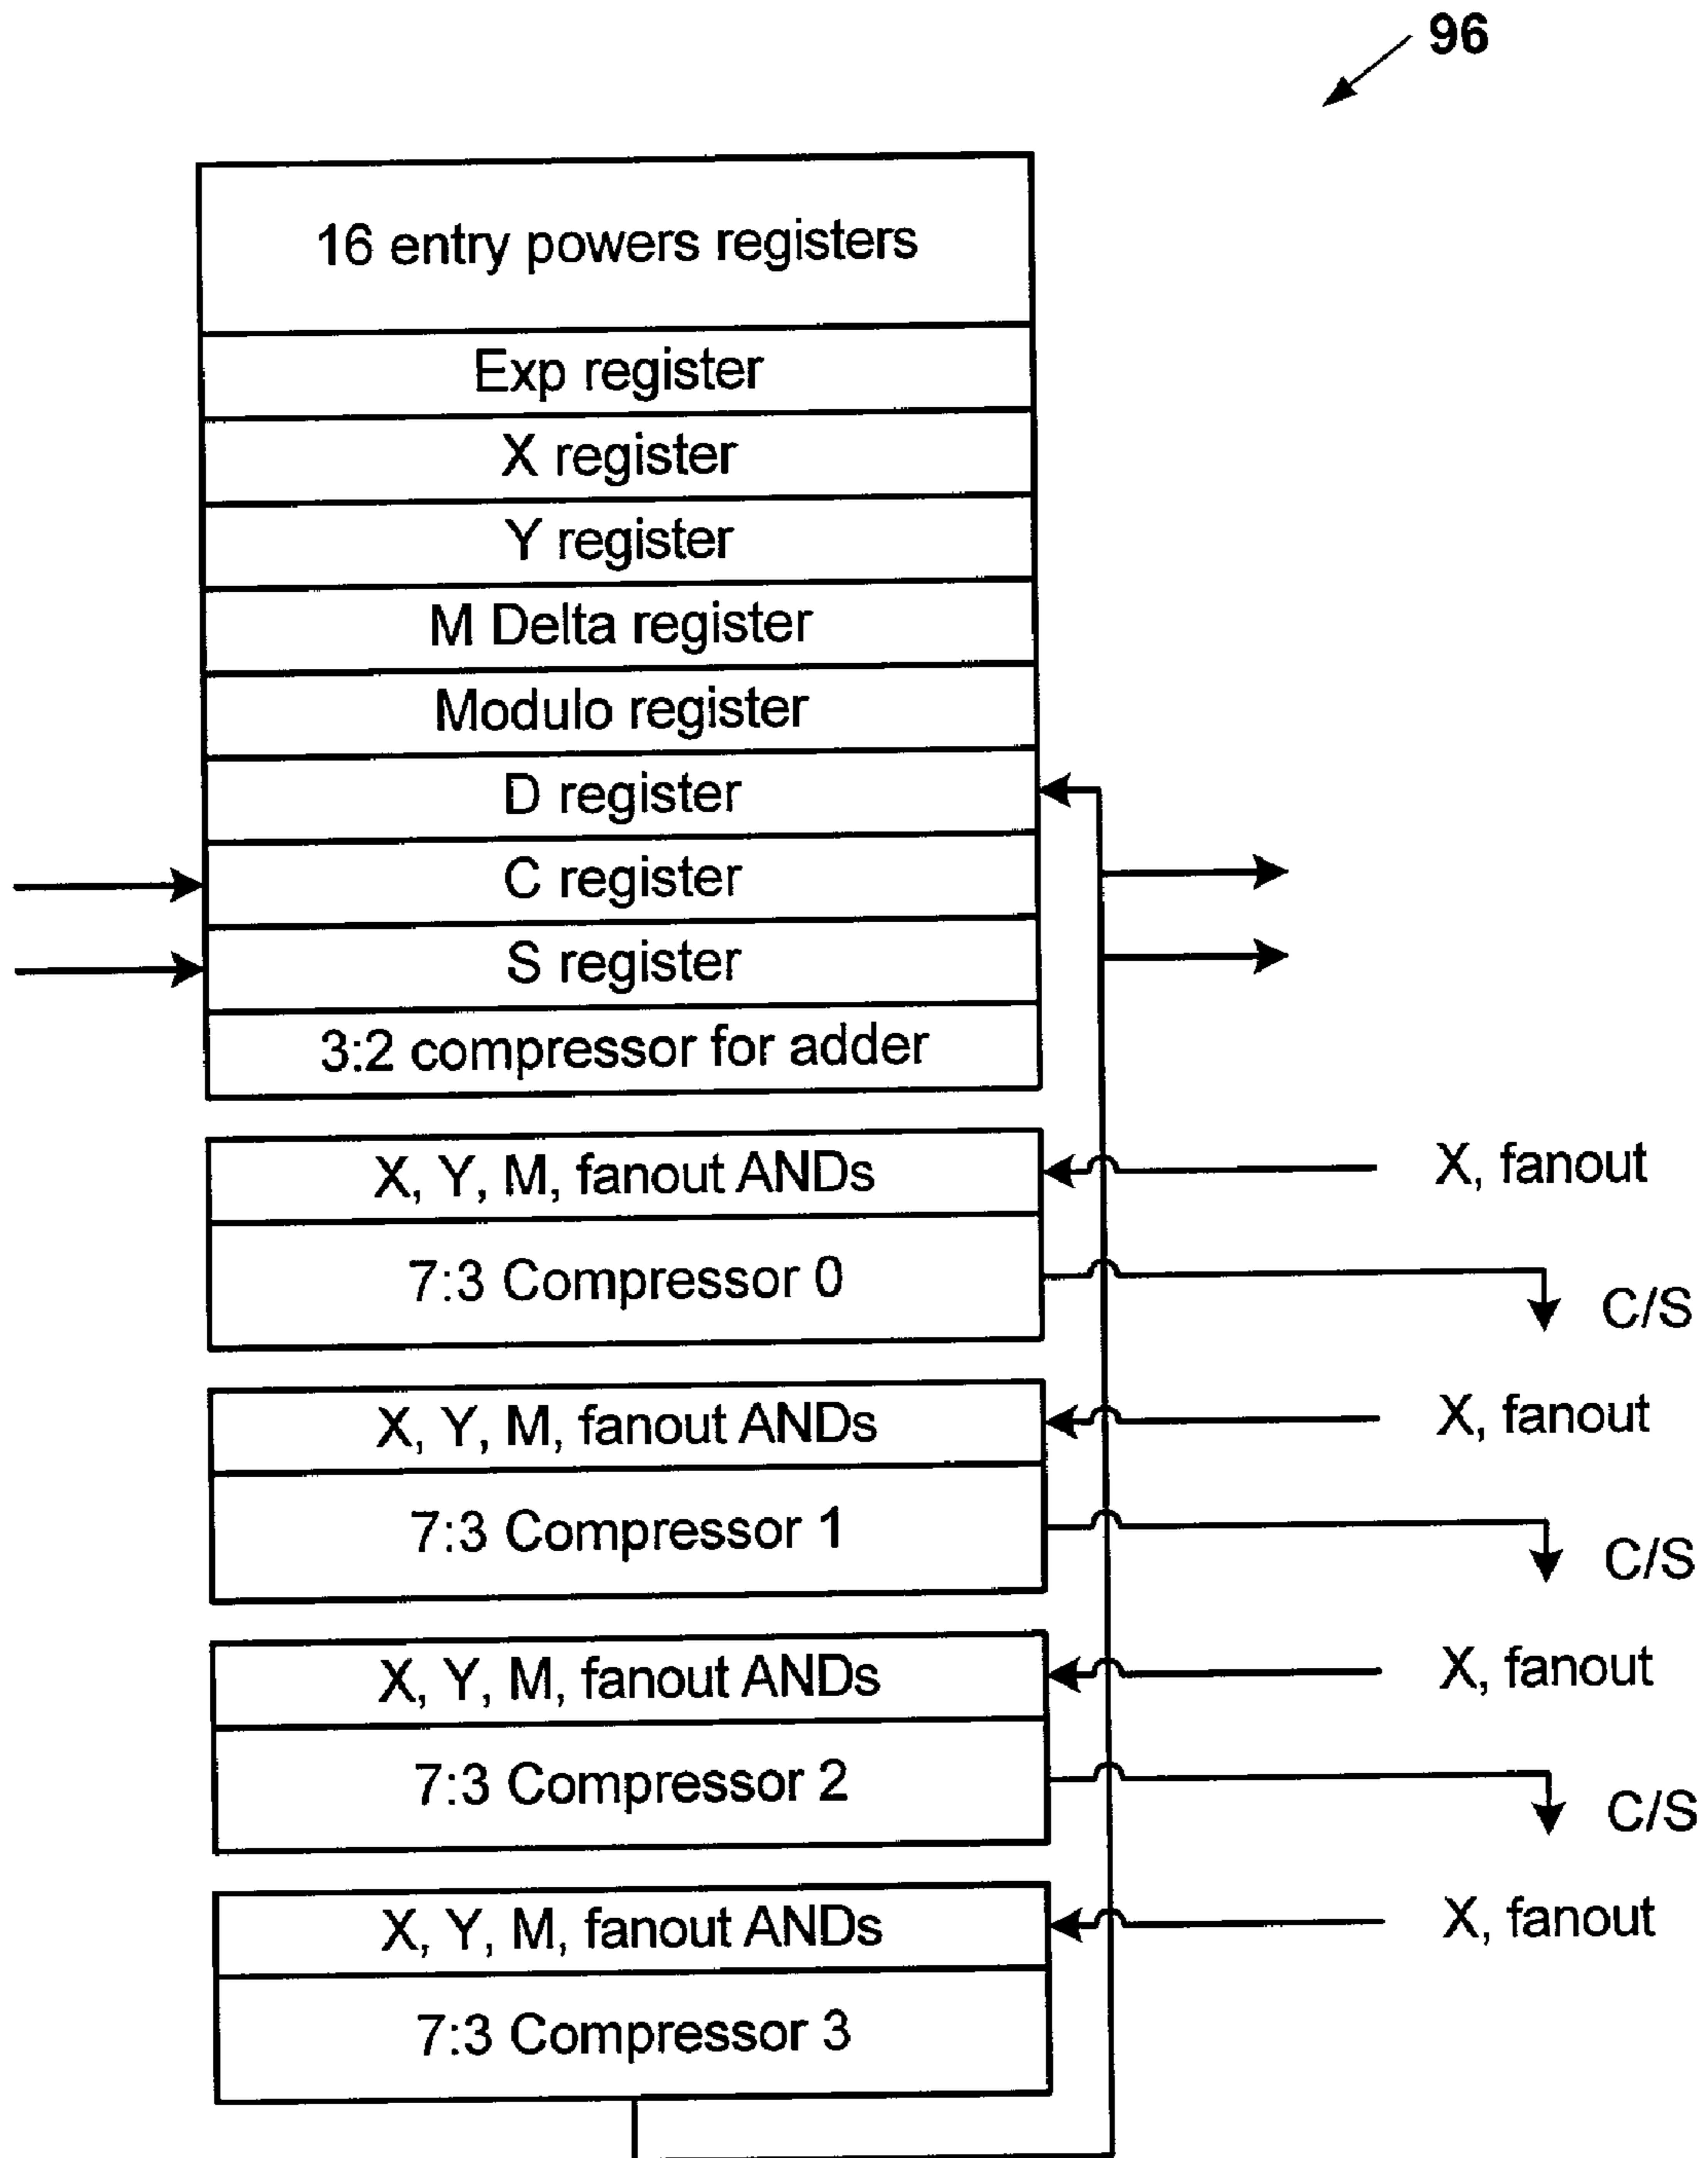 96
16 entry powers registers
Exp register
X register
Y register
M Delta register
Modulo register
D register
C register
S register
3:2 compressor for adder
X, Y, M, fanout ANDs
X, fanout
7:3 Compressor 0
C/S
X, Y, M, fanout ANDs
X, fanout
7:3 Compressor 1
C/S
X, Y, M, fanout ANDs
X, fanout
7:3 Compressor 2
C/S
X, Y, M, fanout ANDs
X, fanout
7:3 Compressor 3